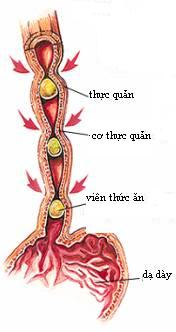 thực quản
cơ thực quản
viên thức ăn
dạ dày